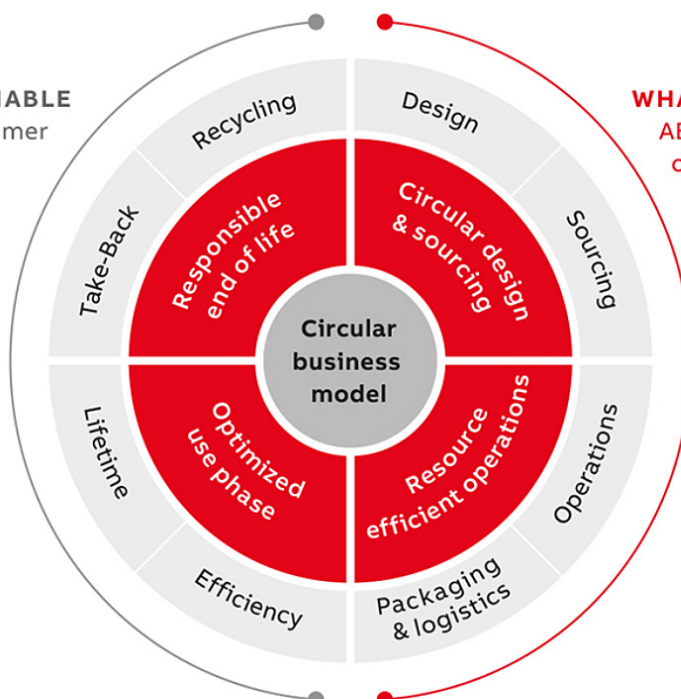 Recycling
Design
Take-Back
Sourcing
Responsible
end of life
Circular design
& sourcing
Circular
business
model
Optimized
use phase
Resource
efficient operations
Lifetime
Operations
Efficiency
Packaging
& logistics
mer